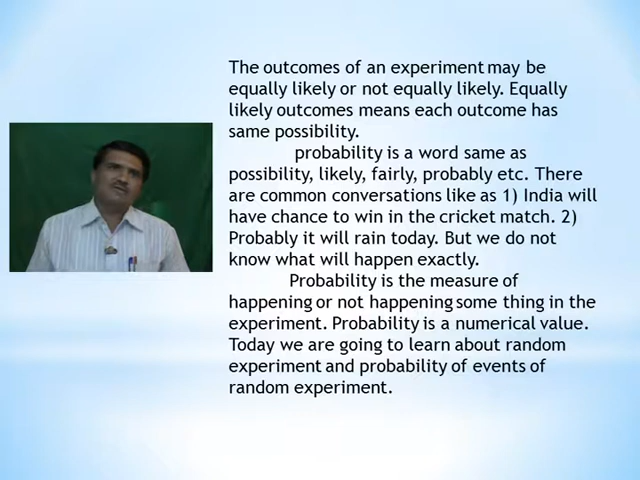 The outcomes of an experiment may be
equally likely or not equally likely. Equally
likely outcomes means each outcome has
same possibility.
probability is a word same as
possibility, likely, fairly, probably etc. There
are common conversations like as 1) India will
have chance to win in the cricket match. 2)
Probably it will rain today. But we do not
know what will happen exactly.
Probability is the measure of
happening or not happening some thing in the
experiment. Probability is a numerical value.
Today we are going to learn about random
experiment and probability of events of
random experiment.